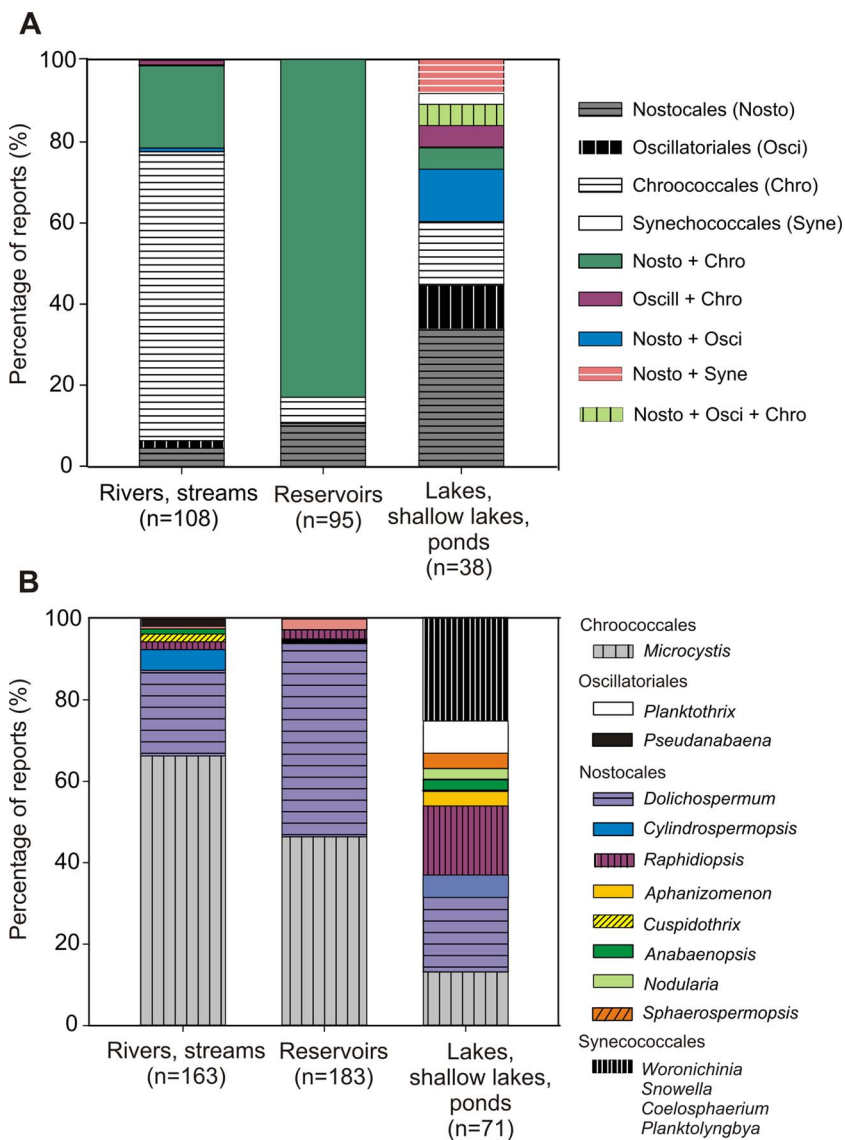 A
Percentage of reports (%)
100
80
60
40
20
0
Rivers, streams
(n=108)
Reservoirs
(n=95)
Lakes,
shallow lakes,
ponds
(n=38)
Nostocales (Nosto)
Oscillatoriales (Osci)
Chroococcales (Chro)
Synechococcales (Syne)
Nosto + Chro
Oscill + Chro
Nosto + Osci
Nosto + Syne
Nosto + Osci + Chro
B
Percentage of reports (%)
100
80
60
40
20
0
Rivers, streams
(n=163)
Reservoirs
(n=183)
Lakes,
shallow lakes,
ponds
(n=71)
Chroococcales
Microcystis
Oscillatoriales
Planktothrix
Pseudanabaena
Nostocales
Dolichospermum
Cylindrospermopsis
Raphidiopsis
Aphanizomenon
Cuspidothrix
Anabaenopsis
Nodularia
Sphaerospermopsis
Synecococcales
Woronichinia
Snowella
Coelosphaerium
Planktolyngbya